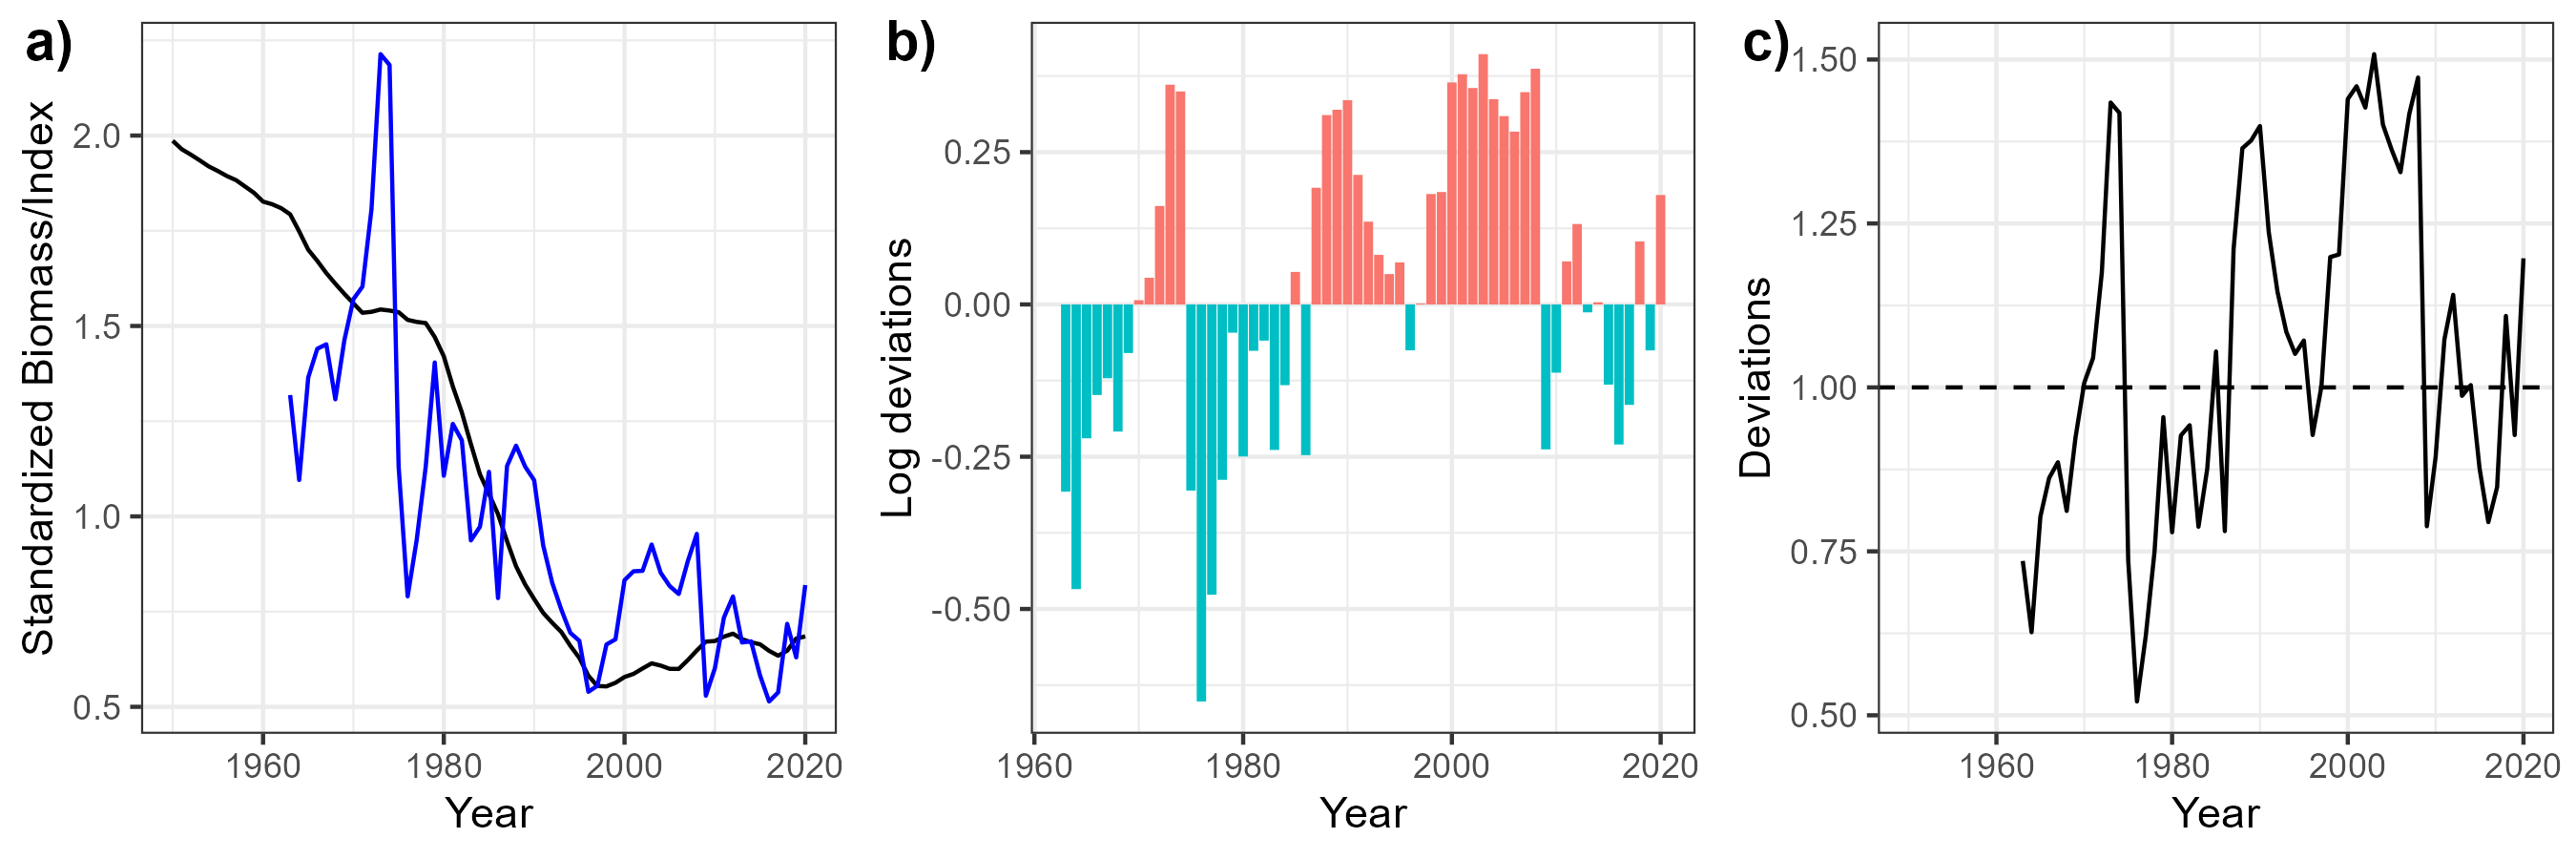 a)
Standardized Biomass/Index
2.0
1.5
1.0
0.5
1960 1980 2000 2020
Year
b)
Log deviations
0.25
0.00
-0.25
-0.50
1960 1980 2000 2020
Year
c)
Deviations
1.50
1.25
1.00
0.75
0.50
1960 1980 2000 2020
Year